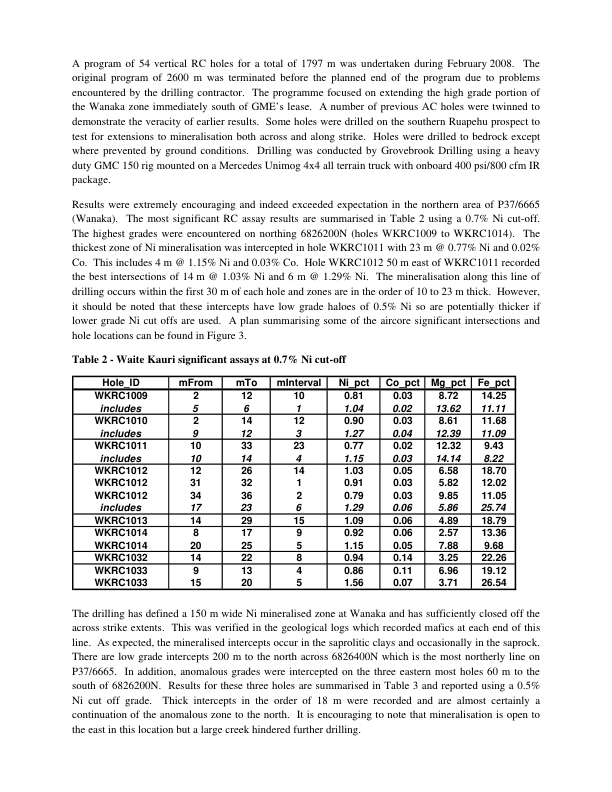 A program of 54 vertical RC holes for a total of 1797 m was undertaken during February 2008. The
original program of 2600 m was terminated before the planned end of the program due to problems
encountered by the drilling contractor. The programme focused on extending the high grade portion of
the Wanaka zone immediately south of GME's lease. A number of previous AC holes were twinned to
demonstrate the veracity of earlier results. Some holes were drilled on the southern Ruapehu prospect to
test for extensions to mineralisation both across and along strike. Holes were drilled to bedrock except
where prevented by ground conditions. Drilling was conducted by Grovebrook Drilling using a heavy
duty GMC 150 rig mounted on a Mercedes Unimog 4x4 all terrain truck with onboard 400 psi/800 cfm IR
package.
Results were extremely encouraging and indeed exceeded expectation in the northern area of P37/6665
(Wanaka). The most significant RC assay results are summarised in Table 2 using a 0.7% Ni cut-off.
The highest grades were encountered on northing 6826200N (holes WKRC1009 to WKRC1014). The
thickest zone of Ni mineralisation was intercepted in hole WKRC1011 with 23 m @ 0.77% Ni and 0.02%
Co. This includes 4 m @ 1.15% Ni and 0.03% Co. Hole WKRC1012 50 m east of WKRC1011 recorded
the best intersections of 14 m @ 1.03% Ni and 6 m @ 1.29% Ni. The mineralisation along this line of
drilling occurs within the first 30 m of each hole and zones are in the order of 10 to 23 m thick. However,
it should be noted that these intercepts have low grade haloes of 0.5% Ni so are potentially thicker if
lower grade Ni cut offs are used. A plan summarising some of the aircore significant intersections and
hole locations can be found in Figure 3.
Table 2 - Waite Kauri significant assays at 0.7% Ni cut-off
Hole_ID mFrom mTo mInterval Ni_pct Co_pct Mg_pct Fe_pct
WKRC1009 2 12 10 0.81 0.03 8.72 14.25
includes 5 6 1 1.04 0.02 13.62 11.11
WKRC1010 2 14 12 0.90 0.03 8.61 11.68
includes 9 12 3 1.27 0.04 12.39 11.09
WKRC1011 10 33 23 0.77 0.02 12.32 9.43
includes 10 14 4 1.15 0.03 14.14 8.22
WKRC1012 12 26 14 1.03 0.05 6.58 18.70
WKRC1012 31 32 1 0.91 0.03 5.82 12.02
WKRC1012 34 36 2 0.79 0.03 9.85 11.05
includes 17 23 6 1.29 0.06 5.86 25.74
WKRC1013 14 29 15 1.09 0.06 4.89 18.79
WKRC1014 8 17 9 0.92 0.06 2.57 13.36
WKRC1014 20 25 5 1.15 0.05 7.88 9.68
WKRC1032 14 22 8 0.94 0.14 3.25 22.26
WKRC1033 9 13 4 0.86 0.11 6.96 19.12
WKRC1033 15 20 5 1.56 0.07 3.71 26.54
The drilling has defined a 150 m wide Ni mineralised zone at Wanaka and has sufficiently closed off the
across strike extents. This was verified in the geological logs which recorded mafics at each end of this
line. As expected, the mineralised intercepts occur in the saprolitic clays and occasionally in the saprock.
There are low grade intercepts 200 m to the north across 6826400N which is the most northerly line on
P37/6665. In addition, anomalous grades were intercepted on the three eastern most holes 60 m to the
south of 6826200N. Results for these three holes are summarised in Table 3 and reported using a 0.5%
Ni cut off grade. Thick intercepts in the order of 18 m were recorded and are almost certainly a
continuation of the anomalous zone to the north. It is encouraging to note that mineralisation is open to
the east in this location but a large creek hindered further drilling.